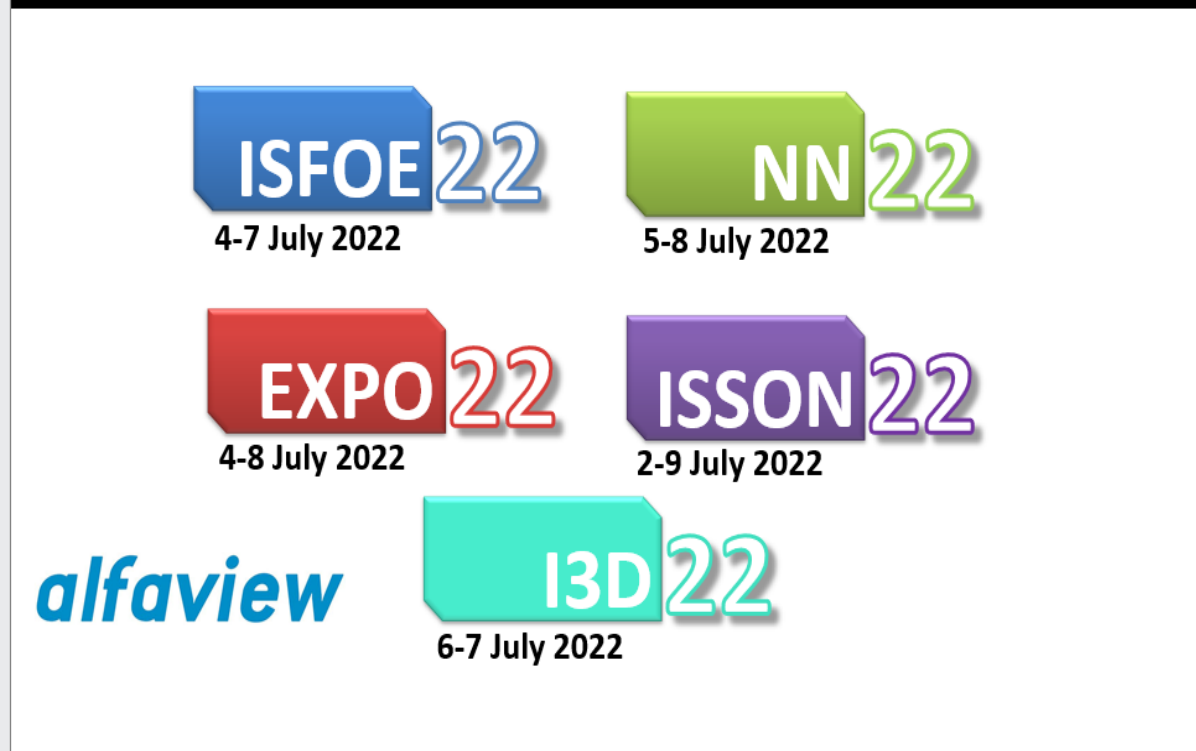 ISFOE22
4-7 July 2022
NN22
5-8 July 2022
EXPO22
4-8 July 2022
ISSON22
2-9 July 2022
alfaview
I3D22
6-7 July 2022